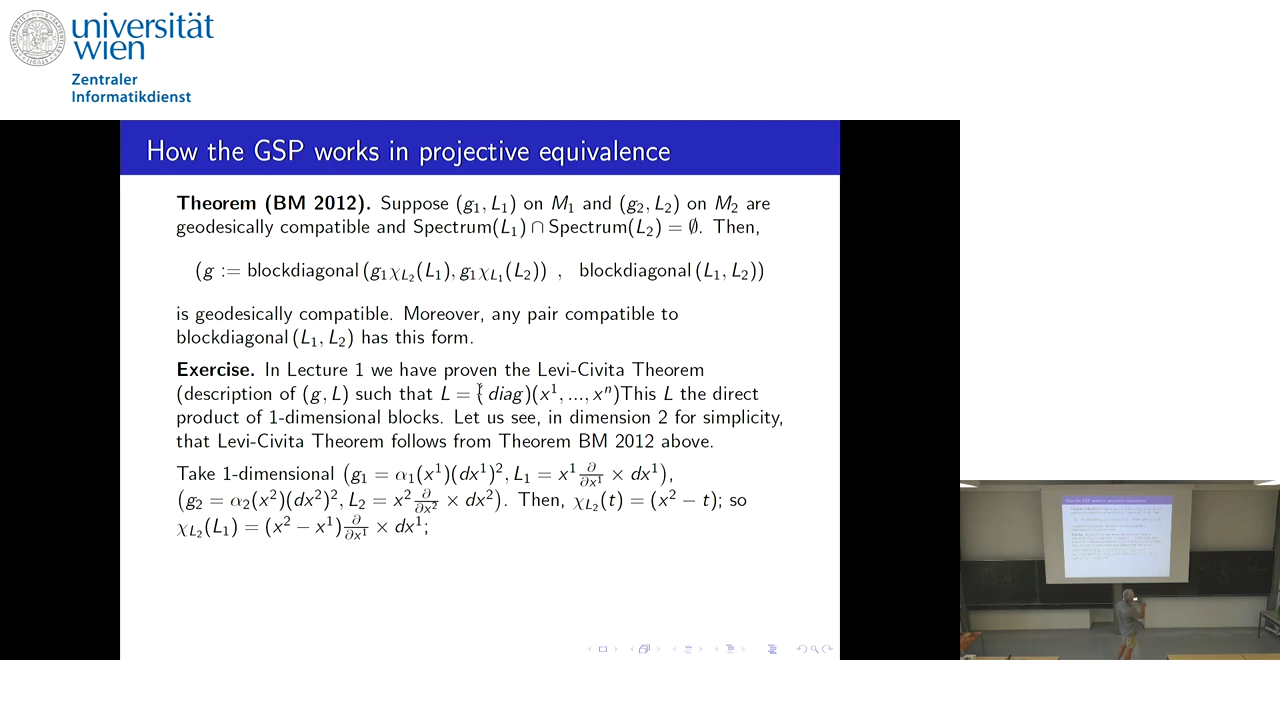 universität
wien
Zentraler
Informatikdienst
How the GSP works in projective equivalence
Theorem (BM 2012). Suppose (g₁, L₁) on M₁ and (g₂, L₂) on M₂ are
geodesically compatible and Spectrum(L₁) ∩ Spectrum(L₂) = ∅. Then,
(g := blockdiagonal (g₁χ_{L₂}(L₁), g₁χ_{L₁}(L₂)) , blockdiagonal (L₁, L₂))
is geodesically compatible. Moreover, any pair compatible to
blockdiagonal (L₁, L₂) has this form.
Exercise. In Lecture 1 we have proven the Levi-Civita Theorem
(description of (g, L) such that L = ( diag)(x¹, ..., xⁿ)This L the direct
product of 1-dimensional blocks. Let us see, in dimension 2 for simplicity,
that Levi-Civita Theorem follows from Theorem BM 2012 above.
Take 1-dimensional (g₁ = α₁(x¹)(dx¹)², L₁ = x¹ ∂/∂x¹ × dx¹),
(g₂ = α₂(x²)(dx²)², L₂ = x² ∂/∂x² × dx²). Then, χ_{L₂}(t) = (x² − t); so
χ_{L₂}(L₁) = (x² − x¹) ∂/∂x¹ × dx¹;